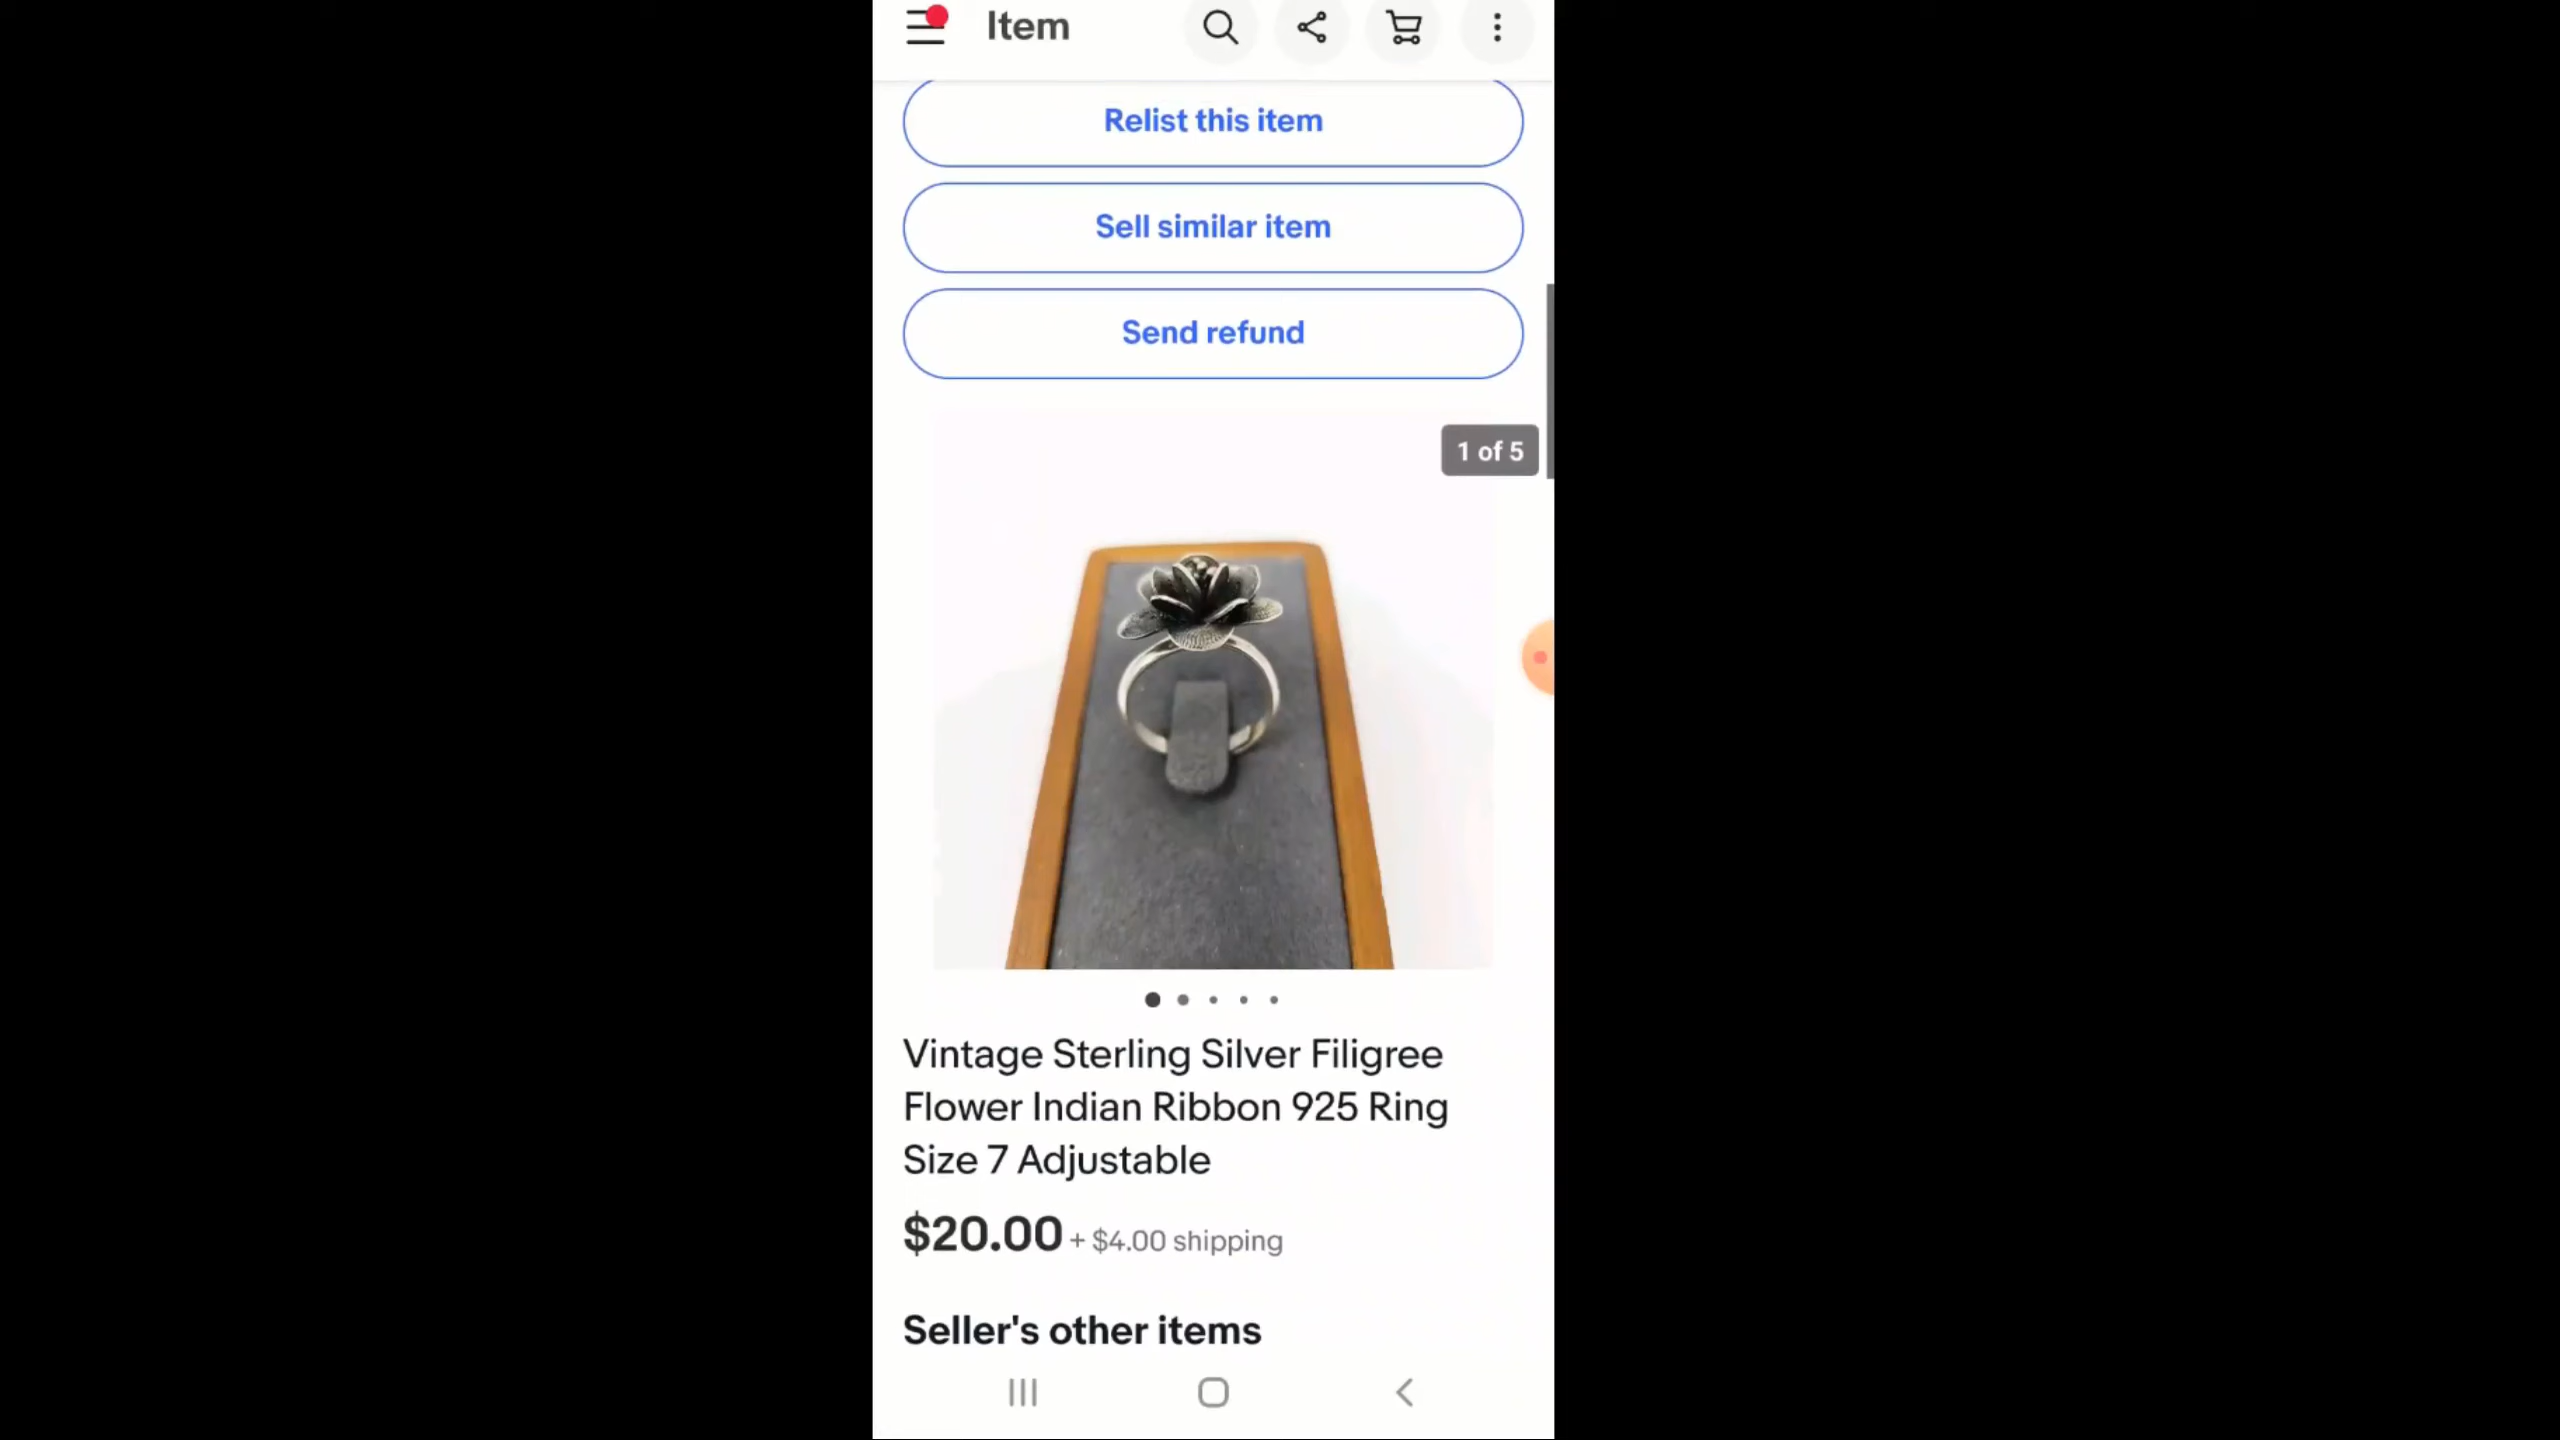 Item
Relist this item
Sell similar item
Send refund
1 of 5
Vintage Sterling Silver Filigree
Flower Indian Ribbon 925 Ring
Size 7 Adjustable
$20.00 + $4.00 shipping
Seller's other items